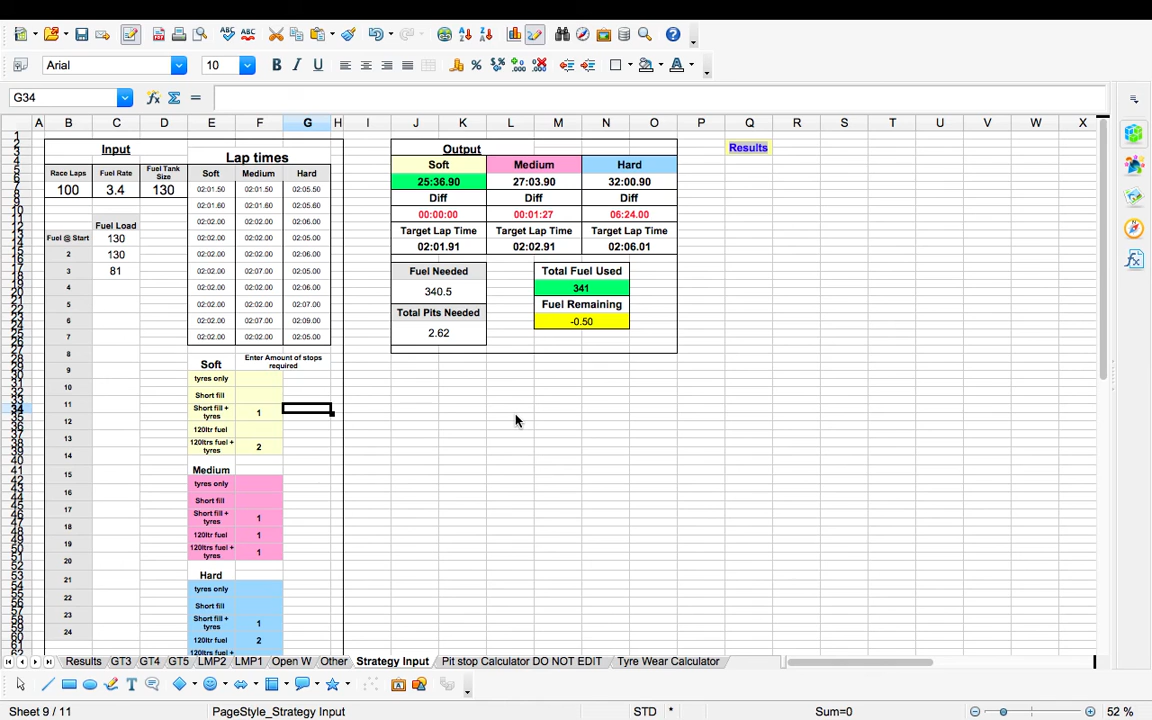 Arial 10 B I U
G34
A B C D E F G H I J K L M N O P Q R S T U V W X
Input Output Results
Lap times
Race Laps Fuel Rate Fuel Tank Size Soft Medium Hard
100 3.4 130 02:01.50 02:01.50 02:05.50
02:01.60 02:01.60 02:05.60
02:02.00 02:02.00 02:06.00
02:02.00 02:02.00 02:05.00
02:02.00 02:02.00 02:06.00
02:02.00 02:07.00 02:05.00
02:02.00 02:02.00 02:06.00
02:02.00 02:07.00 02:07.00
02:02.00 02:07.00 02:09.00
02:02.00 02:02.00 02:05.00
Fuel Load
Fuel @ Start 130
2 130
3 81
4
5
6
7
8
9
10
11
12
13
14
15
16
17
18
19
20
21
22
23
24
Soft Enter Amount of stops required
tyres only
Short fill
Short fill + tyres 1
120ltr fuel
120ltrs fuel + tyres 2
Medium
tyres only
Short fill
Short fill + tyres 1
120ltr fuel 1
120ltrs fuel + tyres 1
Hard
tyres only
Short fill
Short fill + tyres 1
120ltr fuel 2
120ltrs fuel +
Soft Medium Hard
25:36.90 27:03.90 32:00.90
Diff Diff Diff
00:00:00 00:01:27 06:24.00
Target Lap Time Target Lap Time Target Lap Time
02:01.91 02:02.91 02:06.01
Fuel Needed
340.5
Total Pits Needed
2.62
Total Fuel Used
341
Fuel Remaining
-0.50
Results GT3 GT4 GT5 LMP2 LMP1 Open W Other Strategy Input Pit stop Calculator DO NOT EDIT Tyre Wear Calculator
Sheet 9 / 11 PageStyle_Strategy Input STD * Sum=0 52 %